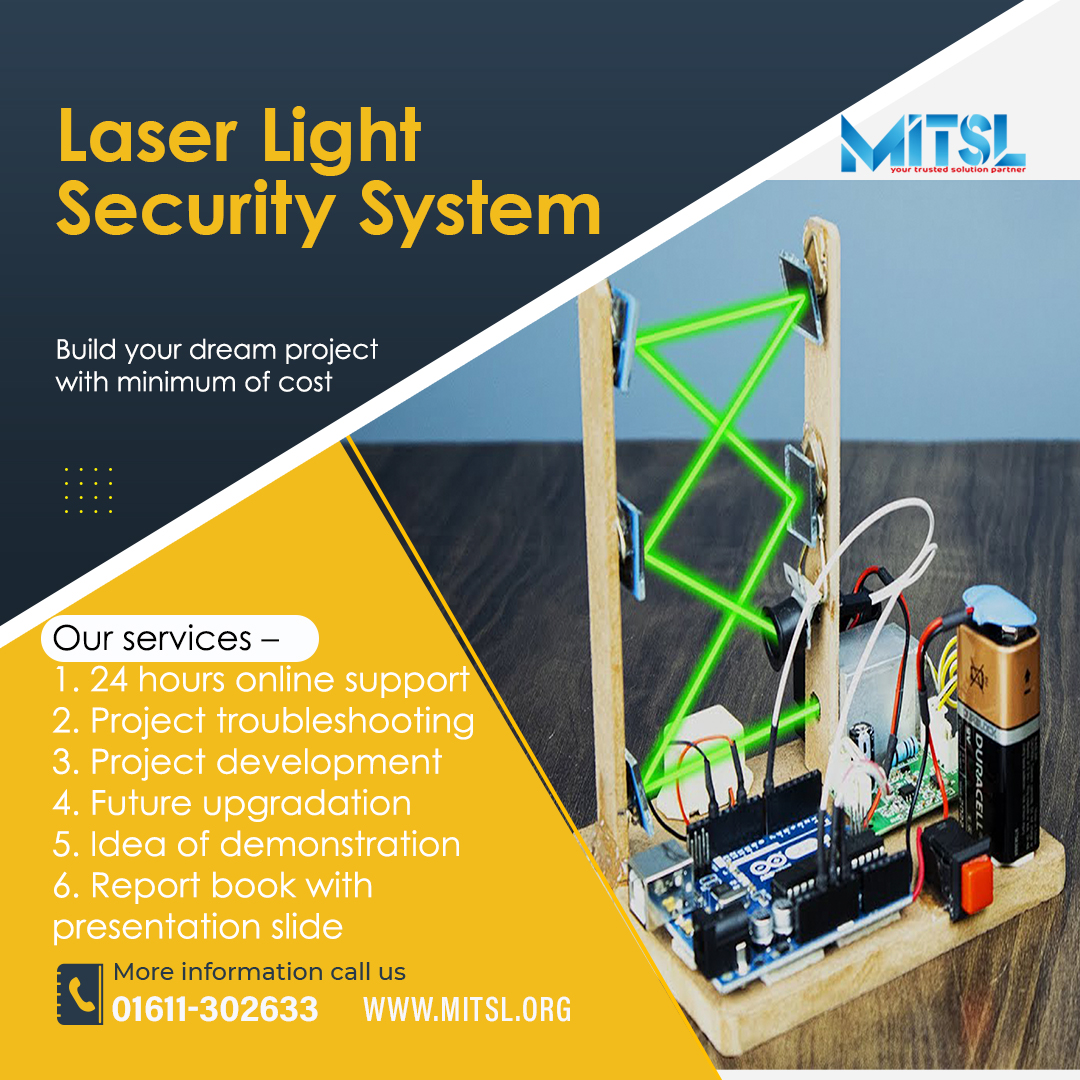 Laser Light
Security System
MITSL
your trusted solution partner
Build your dream project
with minimum of cost
Our services –
1. 24 hours online support
2. Project troubleshooting
3. Project development
4. Future upgradation
5. Idea of demonstration
6. Report book with
presentation slide
More information call us
01611-302633
WWW.MITSL.ORG
DURACELL